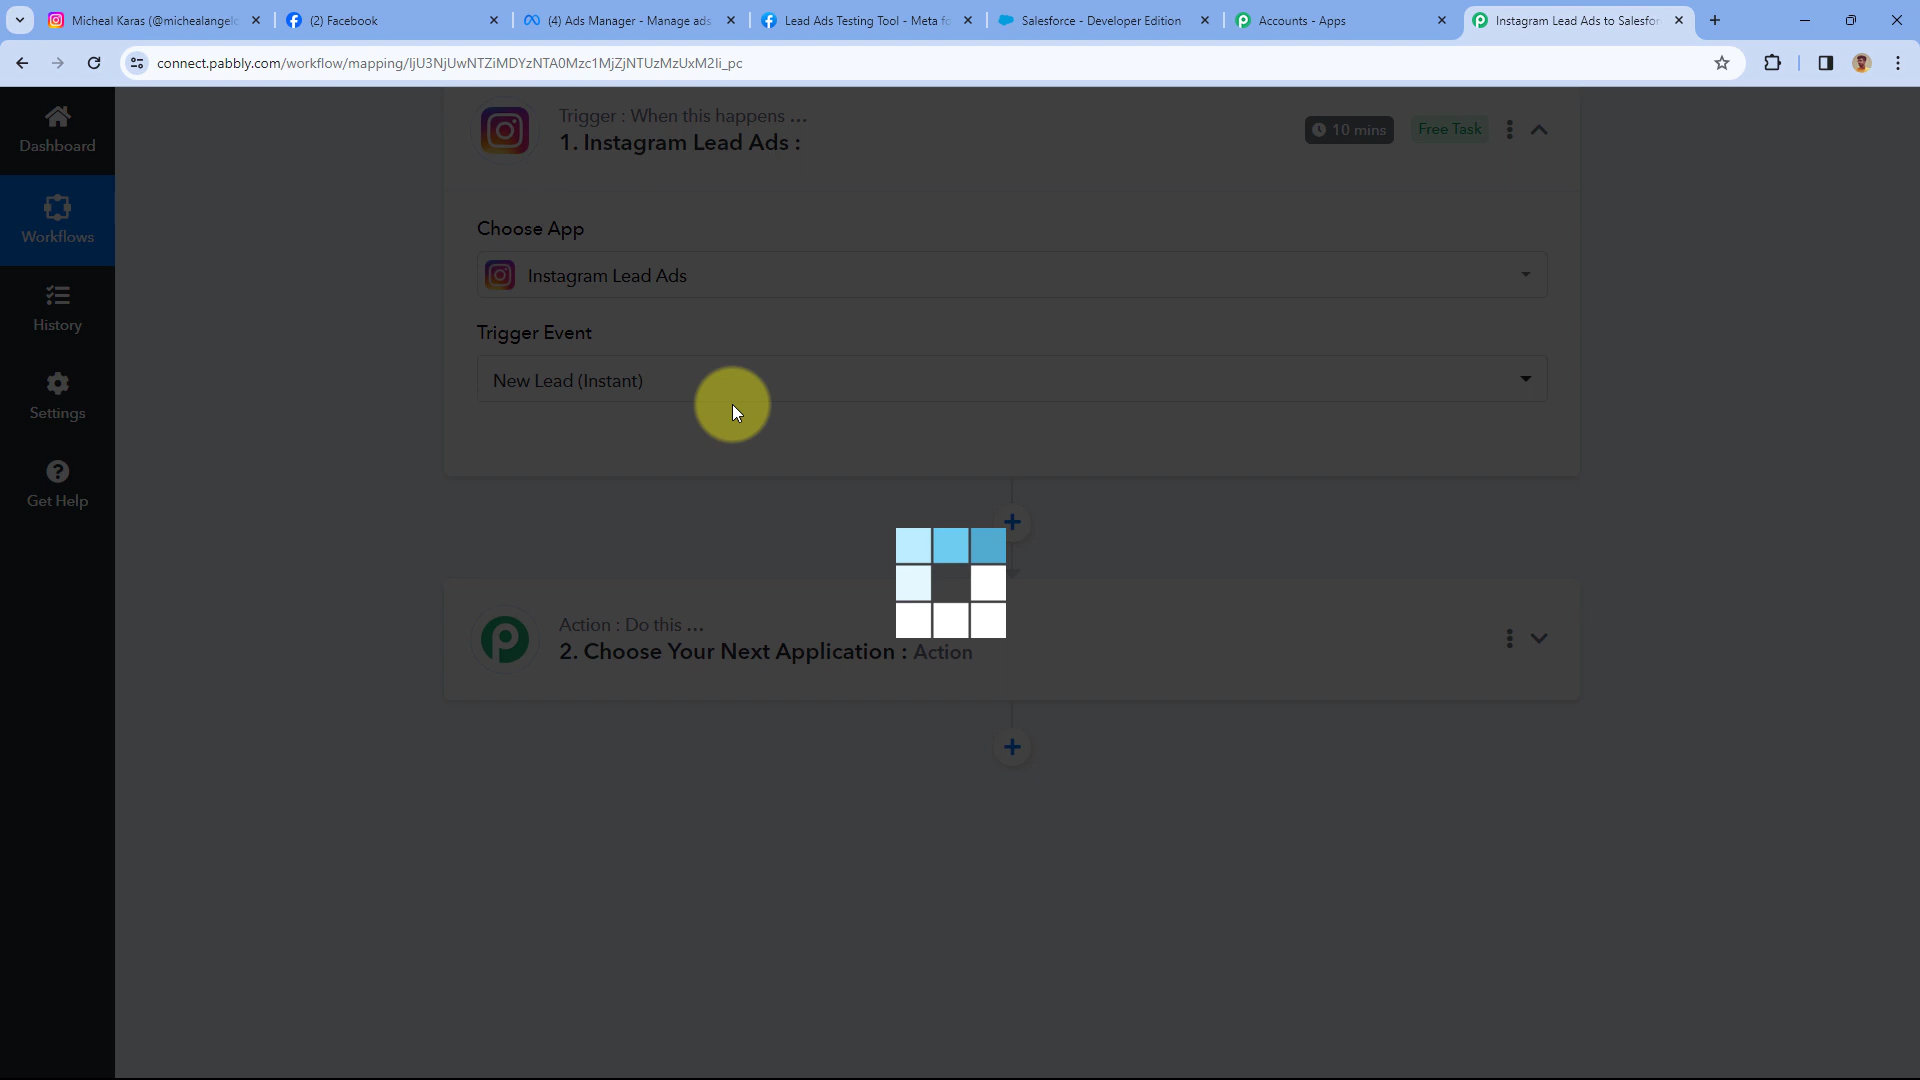 Micheal Karas (@michealangelo
(2) Facebook
(4) Ads Manager - Manage ads
Lead Ads Testing Tool - Meta fo
Salesforce - Developer Edition
Accounts - Apps
Instagram Lead Ads to Salesfor
connect.pabbly.com/workflow/mapping/IjU3NjUwNTZiMDYzNTA0Mzc1MjZjNTUzMzUxM2Ii_pc
Dashboard
Workflows
History
Settings
Get Help
Trigger : When this happens ...
1. Instagram Lead Ads :
10 mins
Free Task
Choose App
Instagram Lead Ads
Trigger Event
New Lead (Instant)
Action : Do this ...
2. Choose Your Next Application : Action